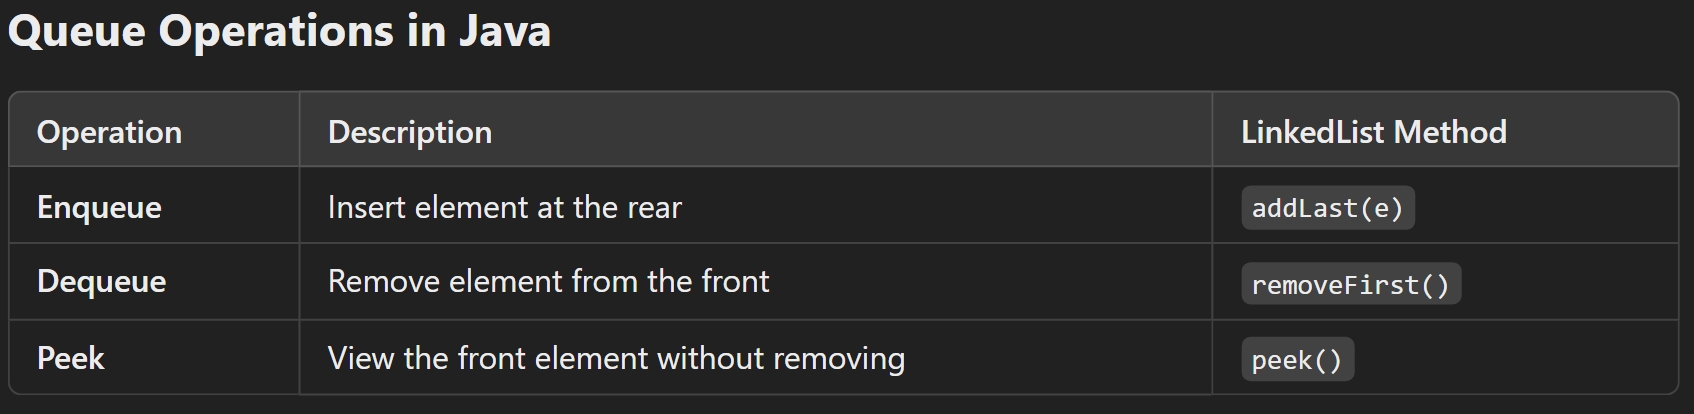 Queue Operations in Java
Operation Description LinkedList Method
Enqueue Insert element at the rear addLast(e)
Dequeue Remove element from the front removeFirst()
Peek View the front element without removing peek()